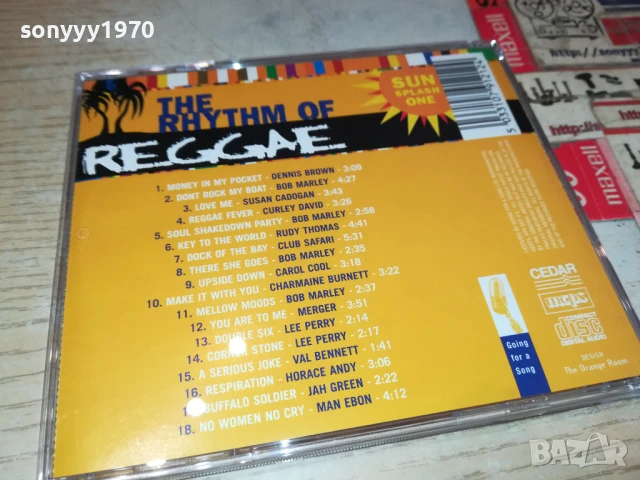 sonyyy1970
THE
RHYTHM OF
REGGAE
SUN
SPLASH
ONE
1. MONEY IN MY POCKET - DENNIS BROWN - 3:09
2. DONT ROCK MY BOAT - BOB MARLEY - 4:27
3. LOVE ME - SUSAN CADOGAN - 3:43
4. REGGAE FEVER - CURLEY DAVID - 3:26
5. SOUL SHAKEDOWN PARTY - BOB MARLEY - 2:58
6. KEY TO THE WORLD - RUDY THOMAS - 4:41
7. DOCK OF THE BAY - CLUB SAFARI - 5:31
8. THERE SHE GOES - BOB MARLEY - 2:35
9. UPSIDE DOWN - CAROL COOL - 3:18
10. MAKE IT WITH YOU - CHARMAINE BURNETT - 3:22
11. MELLOW MOODS - BOB MARLEY - 2:37
12. YOU ARE TO ME - MERGER - 3:51
13. DOUBLE SIX - LEE PERRY - 2:14
14. CORNER STONE - LEE PERRY - 2:17
15. A SERIOUS JOKE - VAL BENNETT - 1:41
16. RESPIRATION - HORACE ANDY - 3:06
BUFFALO SOLDIER - JAH GREEN - 2:22
18. NO WOMEN NO CRY - MAN EBON - 4:12
Going
for a
Song
CEDAR
mcps
COMPACT
disc
DIGITAL AUDIO
DESIGN
The Orange Room
maxell
maxell
maxell
http://
BAZAR